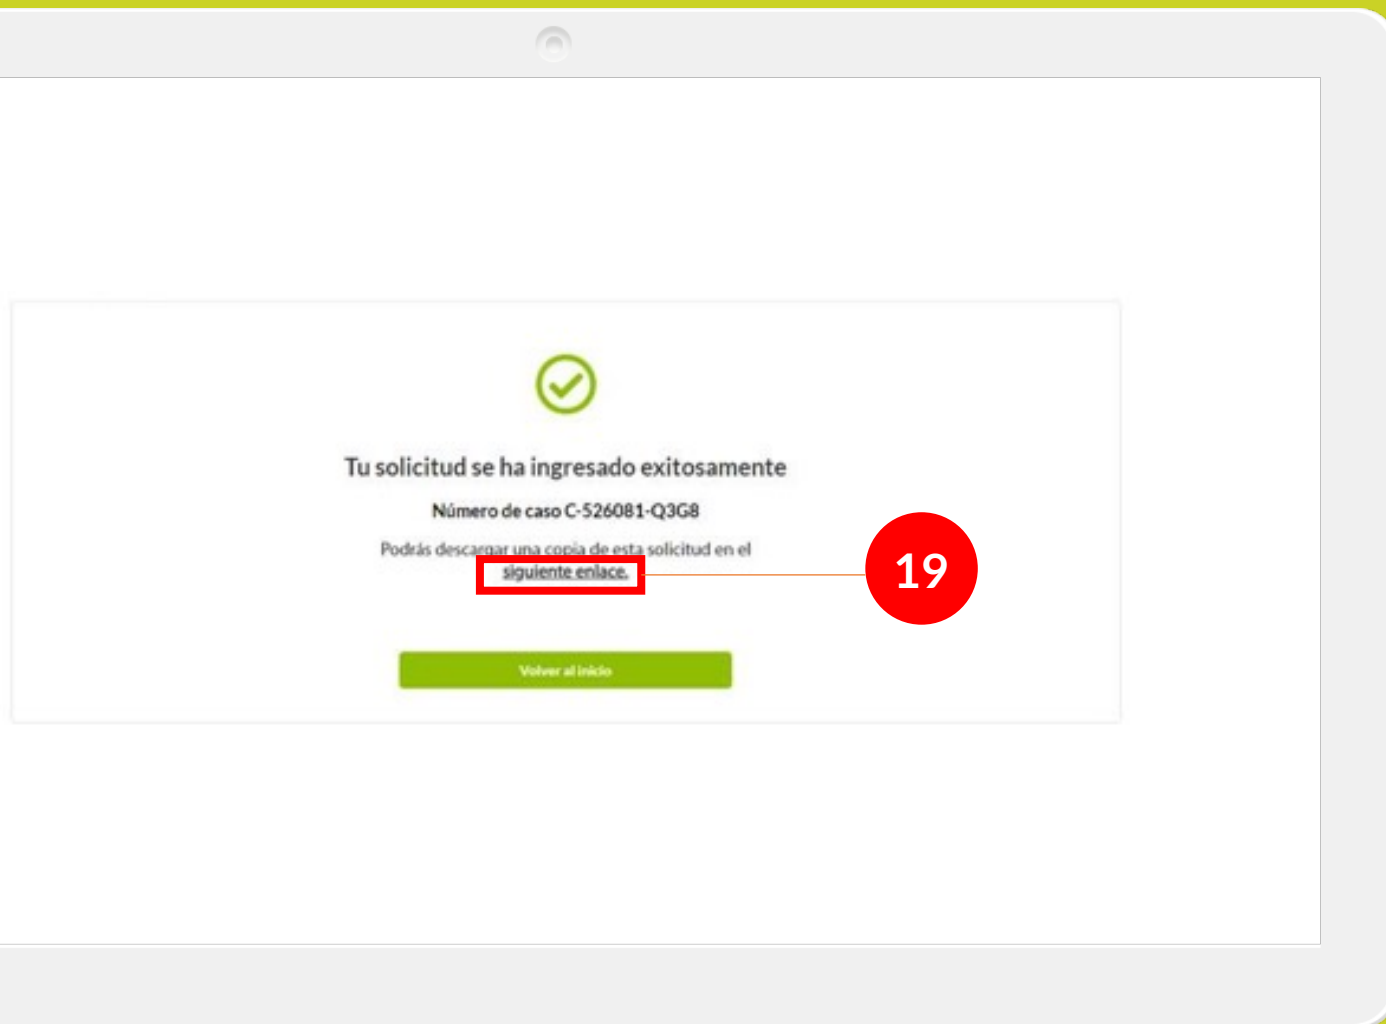 Tu solicitud se ha ingresado exitosamente
Número de caso C-526081-Q3G8
Podrás descargar una copia de esta solicitud en el
siguiente enlace.
19
Volver al inicio